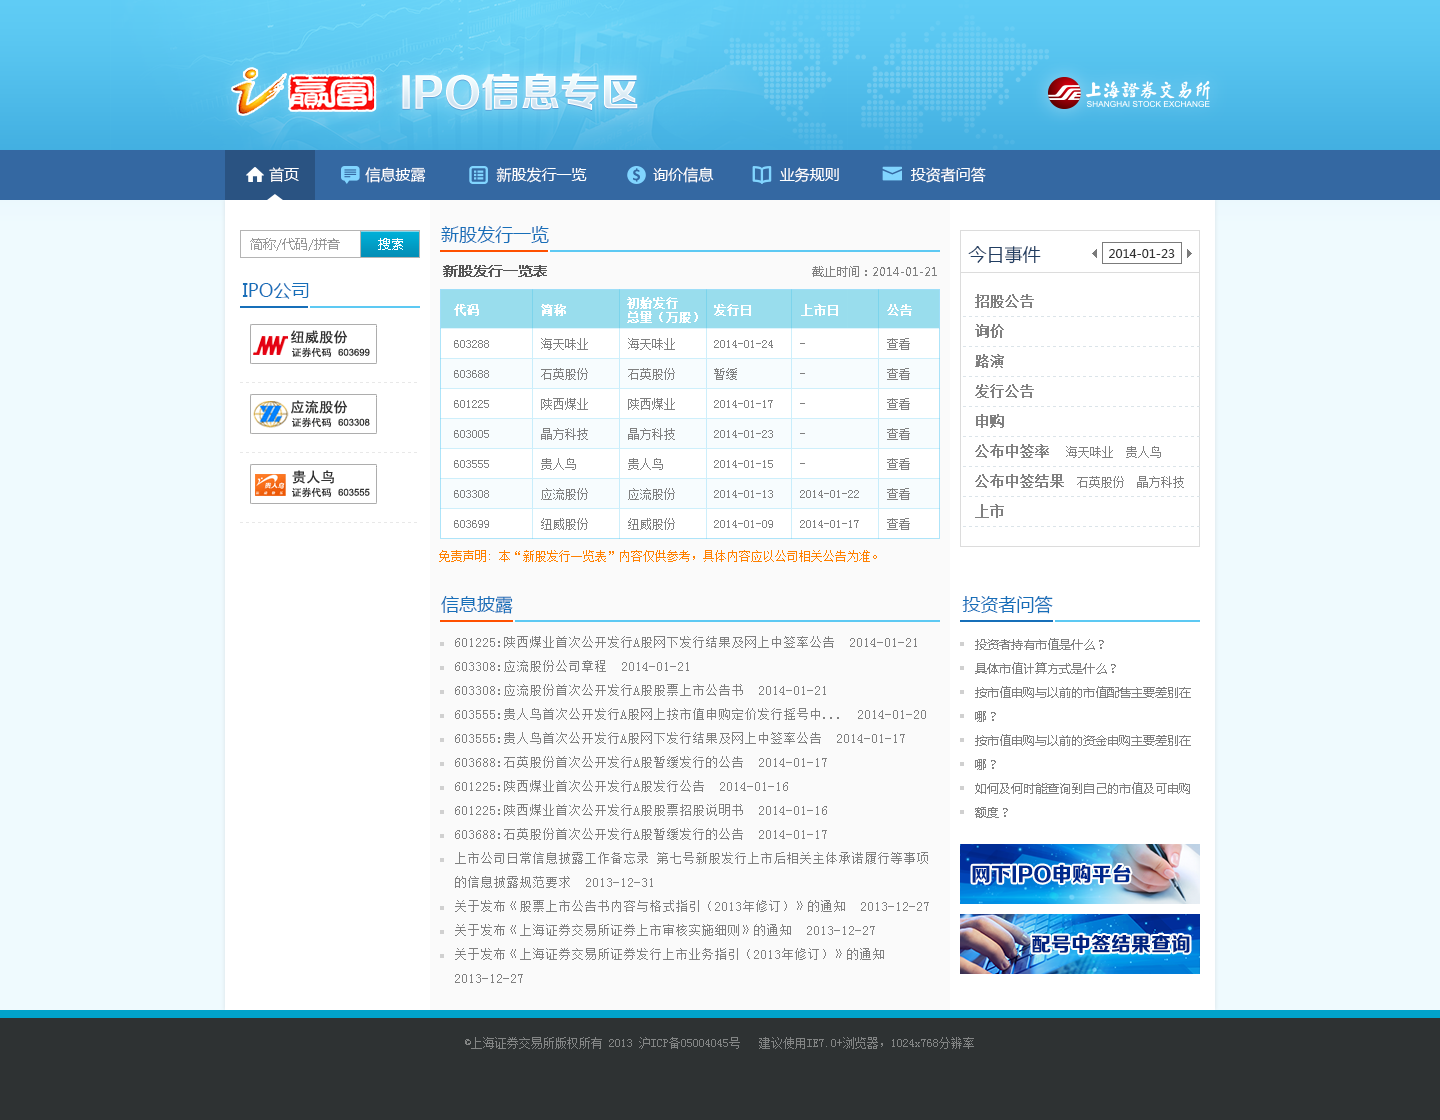 赢富 IPO信息专区
上海證券交易所
SHANGHAI STOCK EXCHANGE
首页 信息披露 新股发行一览 询价信息 业务规则 投资者问答
简称/代码/拼音 搜索
IPO公司
纽威股份
证券代码 603699
应流股份
证券代码 603308
贵人鸟
贵人鸟
证券代码 603555
新股发行一览
新股发行一览表 截止时间：2014-01-21
代码 简称 初始发行总量（万股） 发行日 上市日 公告
603288 海天味业 海天味业 2014-01-24 - 查看
603688 石英股份 石英股份 暂缓 - 查看
601225 陕西煤业 陕西煤业 2014-01-17 - 查看
603005 晶方科技 晶方科技 2014-01-23 - 查看
603555 贵人鸟 贵人鸟 2014-01-15 - 查看
603308 应流股份 应流股份 2014-01-13 2014-01-22 查看
603699 纽威股份 纽威股份 2014-01-09 2014-01-17 查看
免责声明：本“新股发行一览表”内容仅供参考，具体内容应以公司相关公告为准。
信息披露
601225:陕西煤业首次公开发行A股网下发行结果及网上中签率公告 2014-01-21
603308:应流股份公司章程 2014-01-21
603308:应流股份首次公开发行A股股票上市公告书 2014-01-21
603555:贵人鸟首次公开发行A股网上按市值申购定价发行摇号中... 2014-01-20
603555:贵人鸟首次公开发行A股网下发行结果及网上中签率公告 2014-01-17
603688:石英股份首次公开发行A股暂缓发行的公告 2014-01-17
601225:陕西煤业首次公开发行A股发行公告 2014-01-16
601225:陕西煤业首次公开发行A股股票招股说明书 2014-01-16
603688:石英股份首次公开发行A股暂缓发行的公告 2014-01-17
上市公司日常信息披露工作备忘录 第七号新股发行上市后相关主体承诺履行等事项
的信息披露规范要求 2013-12-31
关于发布《股票上市公告书内容与格式指引（2013年修订）》的通知 2013-12-27
关于发布《上海证券交易所证券上市审核实施细则》的通知 2013-12-27
关于发布《上海证券交易所证券发行上市业务指引（2013年修订）》的通知
2013-12-27
今日事件 2014-01-23
招股公告
询价
路演
发行公告
申购
公布中签率 海天味业 贵人鸟
公布中签结果 石英股份 晶方科技
上市
投资者问答
投资者持有市值是什么？
具体市值计算方式是什么？
按市值申购与以前的市值配售主要差别在
哪？
按市值申购与以前的资金申购主要差别在
哪？
如何及何时能查询到自己的市值及可申购
额度？
网下IPO申购平台
配号中签结果查询
©上海证券交易所版权所有 2013 沪ICP备05004045号 建议使用IE7.0+浏览器，1024x768分辨率